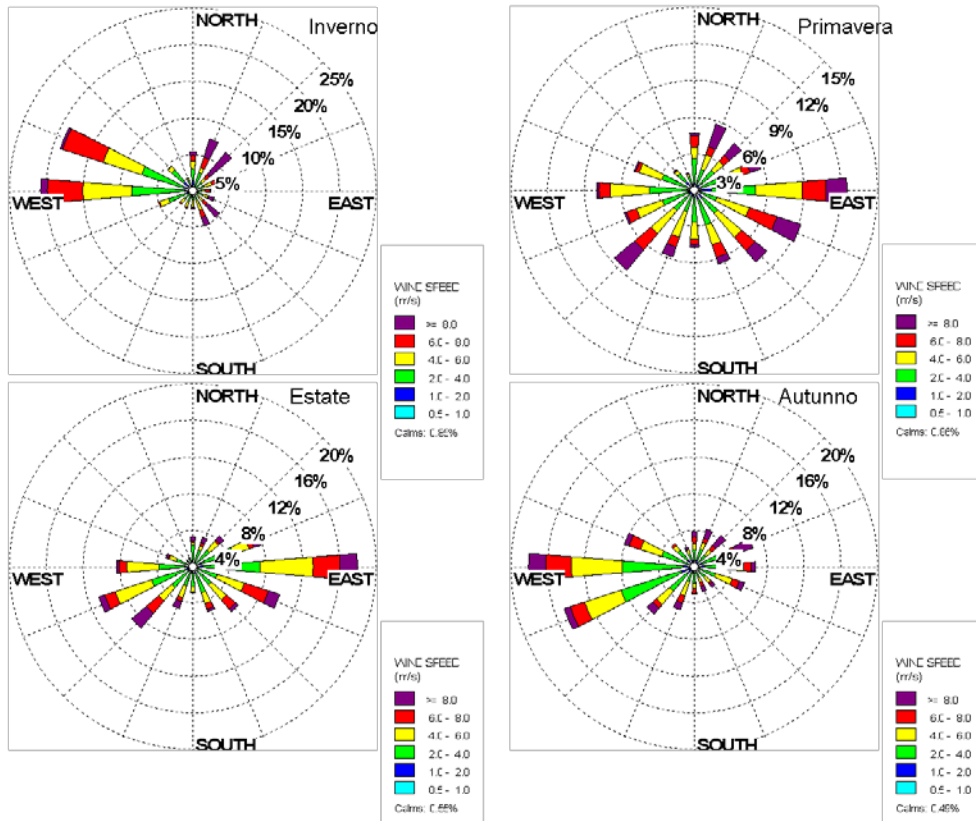 NORTH
Inverno
25%
20%
15%
10%
5%
WEST
EAST
SOUTH
WIND SPEED
(m/s)
>= 8.0
6.0 - 8.0
4.0 - 6.0
2.0 - 4.0
1.0 - 2.0
0.5 - 1.0
NORTH
Primavera
15%
12%
9%
6%
3%
WEST
EAST
SOUTH
WIND SPEED
(m/s)
>= 8.0
6.0 - 8.0
4.0 - 6.0
2.0 - 4.0
1.0 - 2.0
0.5 - 1.0
NORTH
Estate
20%
16%
12%
8%
4%
WEST
EAST
SOUTH
WIND SPEED
(m/s)
>= 8.0
6.0 - 8.0
4.0 - 6.0
2.0 - 4.0
1.0 - 2.0
0.5 - 1.0
Calms:
NORTH
Autunno
20%
16%
12%
8%
4%
WEST
EAST
SOUTH
WIND SPEED
(m/s)
>= 8.0
6.0 - 8.0
4.0 - 6.0
2.0 - 4.0
1.0 - 2.0
0.5 - 1.0
Calms: